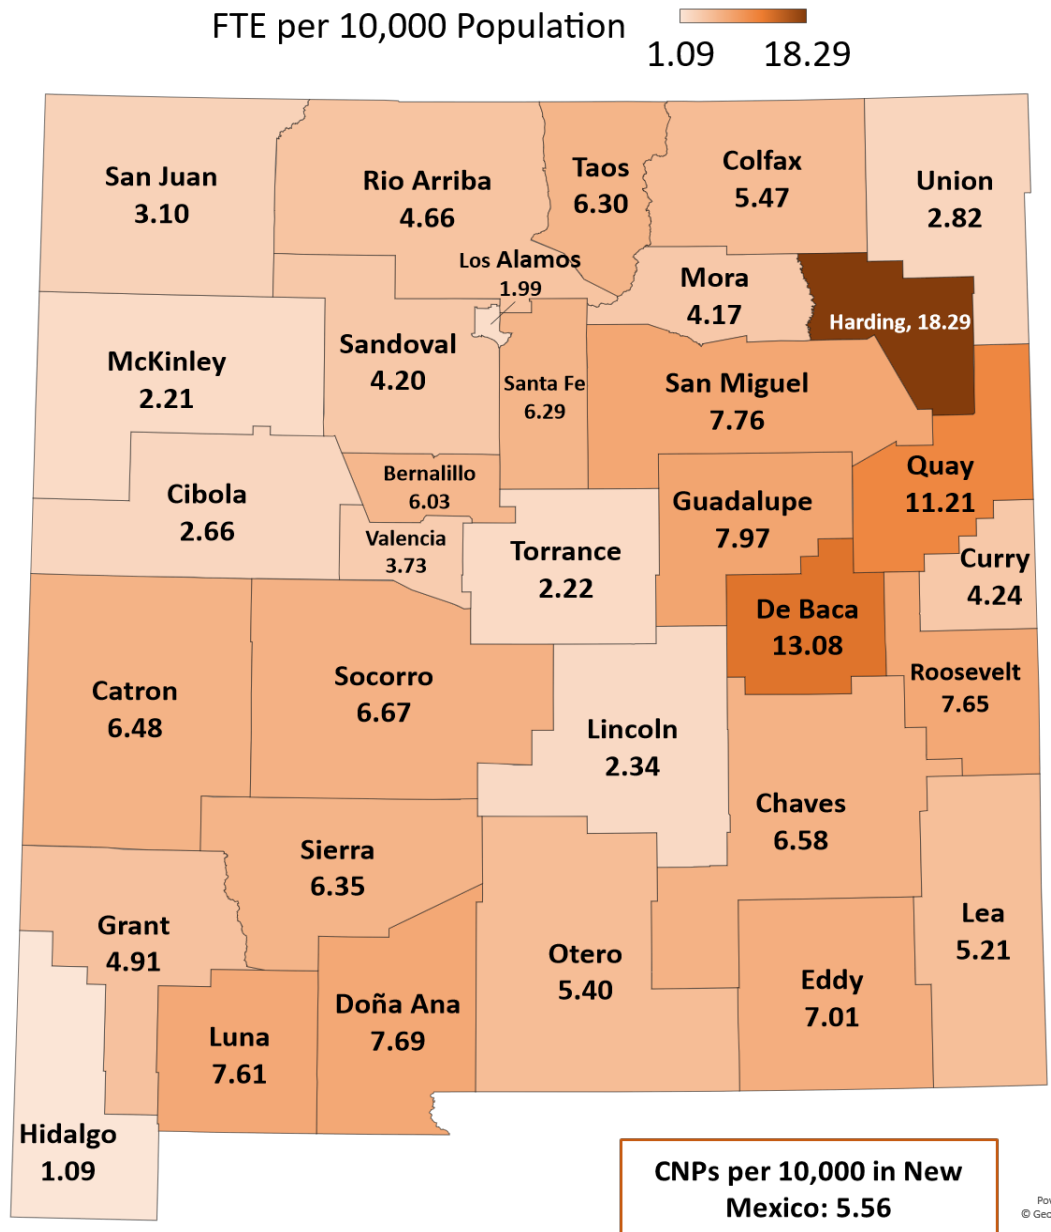 FTE per 10,000 Population
1.09 18.29
San Juan
3.10
Rio Arriba
4.66
Taos
6.30
Colfax
5.47
Union
2.82
Los Alamos
1.99
Mora
4.17
Harding, 18.29
McKinley
2.21
Sandoval
4.20
Santa Fe
6.29
San Miguel
7.76
Quay
11.21
Cibola
2.66
Bernalillo
6.03
Valencia
3.73
Torrance
2.22
Guadalupe
7.97
Curry
4.24
De Baca
13.08
Roosevelt
7.65
Catron
6.48
Socorro
6.67
Lincoln
2.34
Chaves
6.58
Sierra
6.35
Grant
4.91
Otero
5.40
Lea
5.21
Eddy
7.01
Doña Ana
7.69
Luna
7.61
Hidalgo
1.09
CNPs per 10,000 in New
Mexico: 5.56